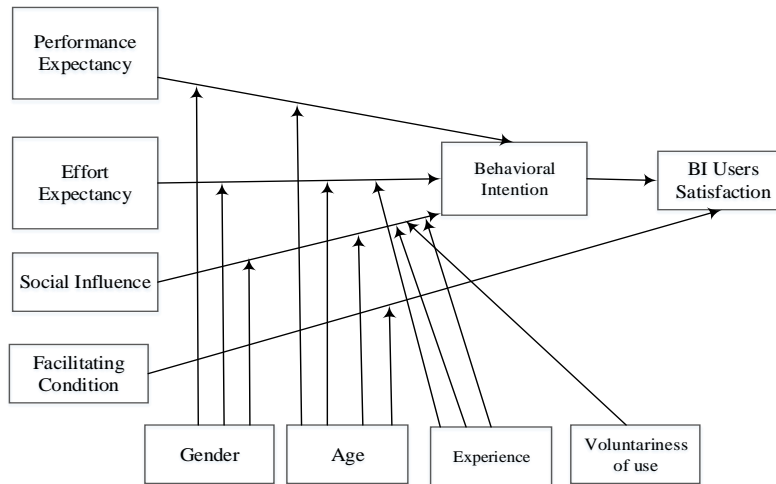 Performance
Expectancy
Effort
Expectancy
Behavioral
Intention
BI Users
Satisfaction
Social Influence
Facilitating
Condition
Gender
Age
Experience
Voluntariness
of use